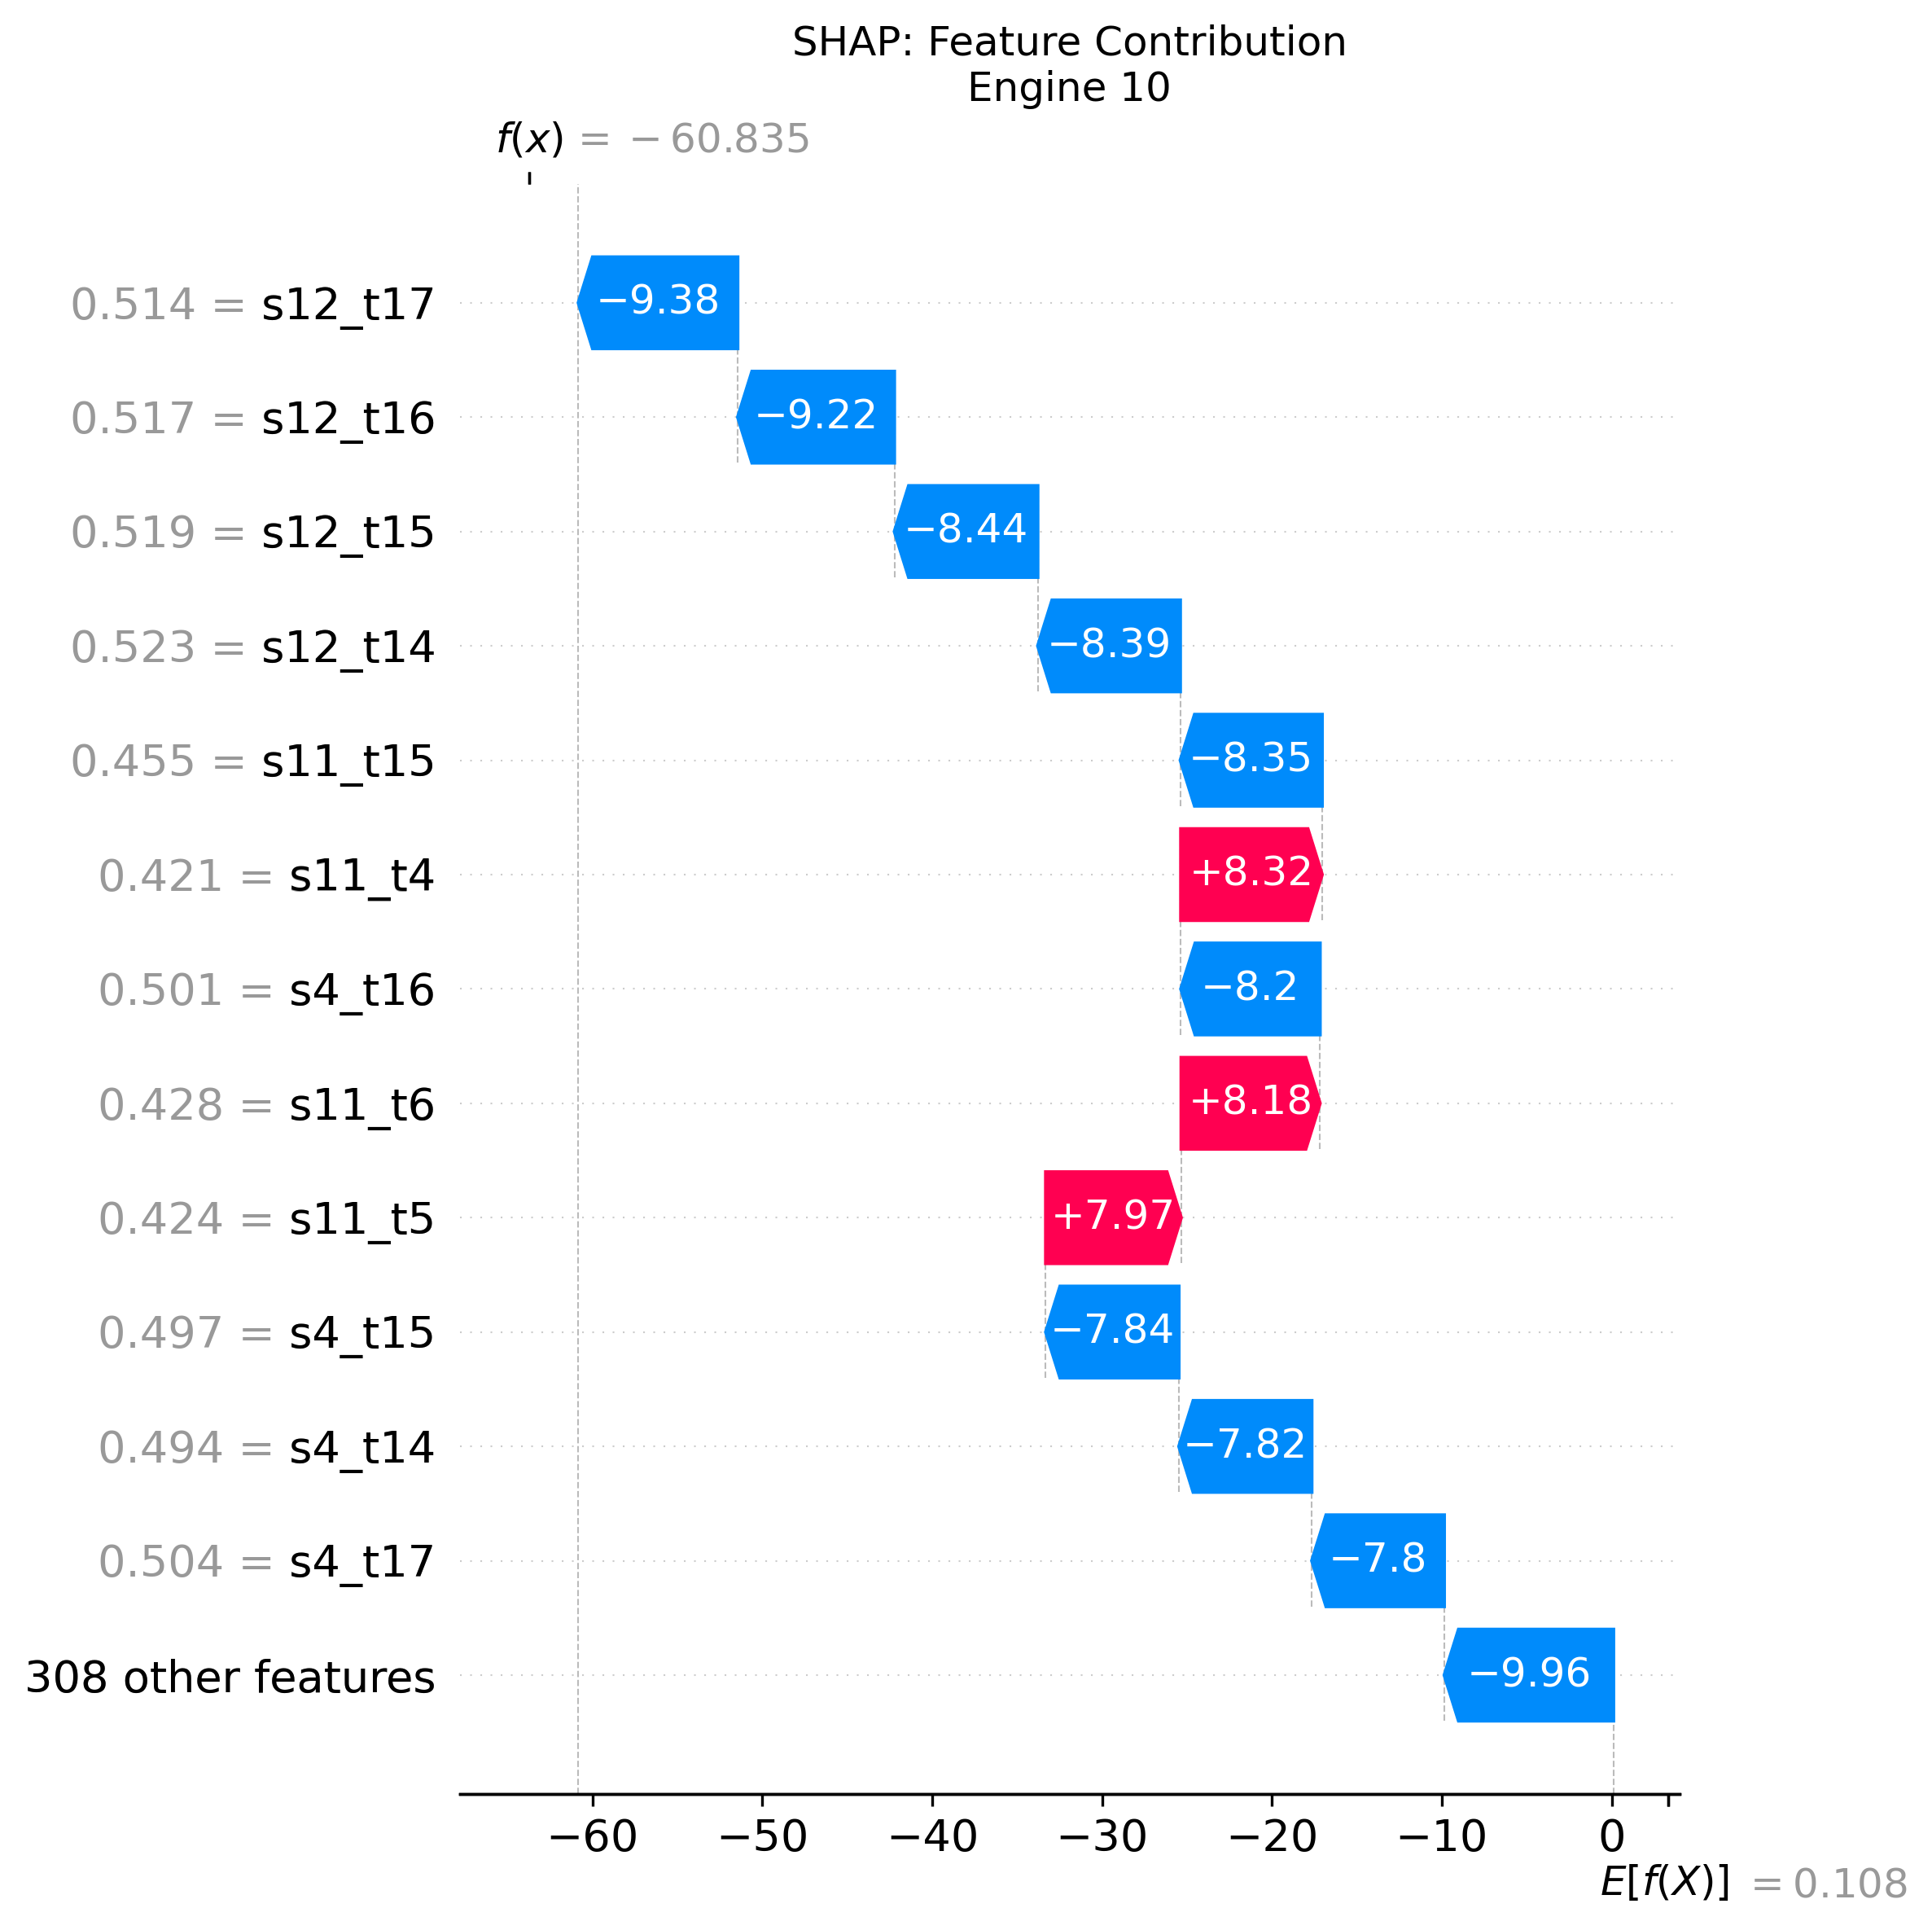 SHAP: Feature Contribution
Engine 10
f(x) = −60.835
0.514 = s12_t17
−9.38
0.517 = s12_t16
−9.22
0.519 = s12_t15
−8.44
0.523 = s12_t14
−8.39
0.455 = s11_t15
−8.35
0.421 = s11_t4
+8.32
0.501 = s4_t16
−8.2
0.428 = s11_t6
+8.18
0.424 = s11_t5
+7.97
0.497 = s4_t15
−7.84
0.494 = s4_t14
−7.82
0.504 = s4_t17
−7.8
308 other features
−9.96
−60 −50 −40 −30 −20 −10 0
E[f(X)] = 0.108